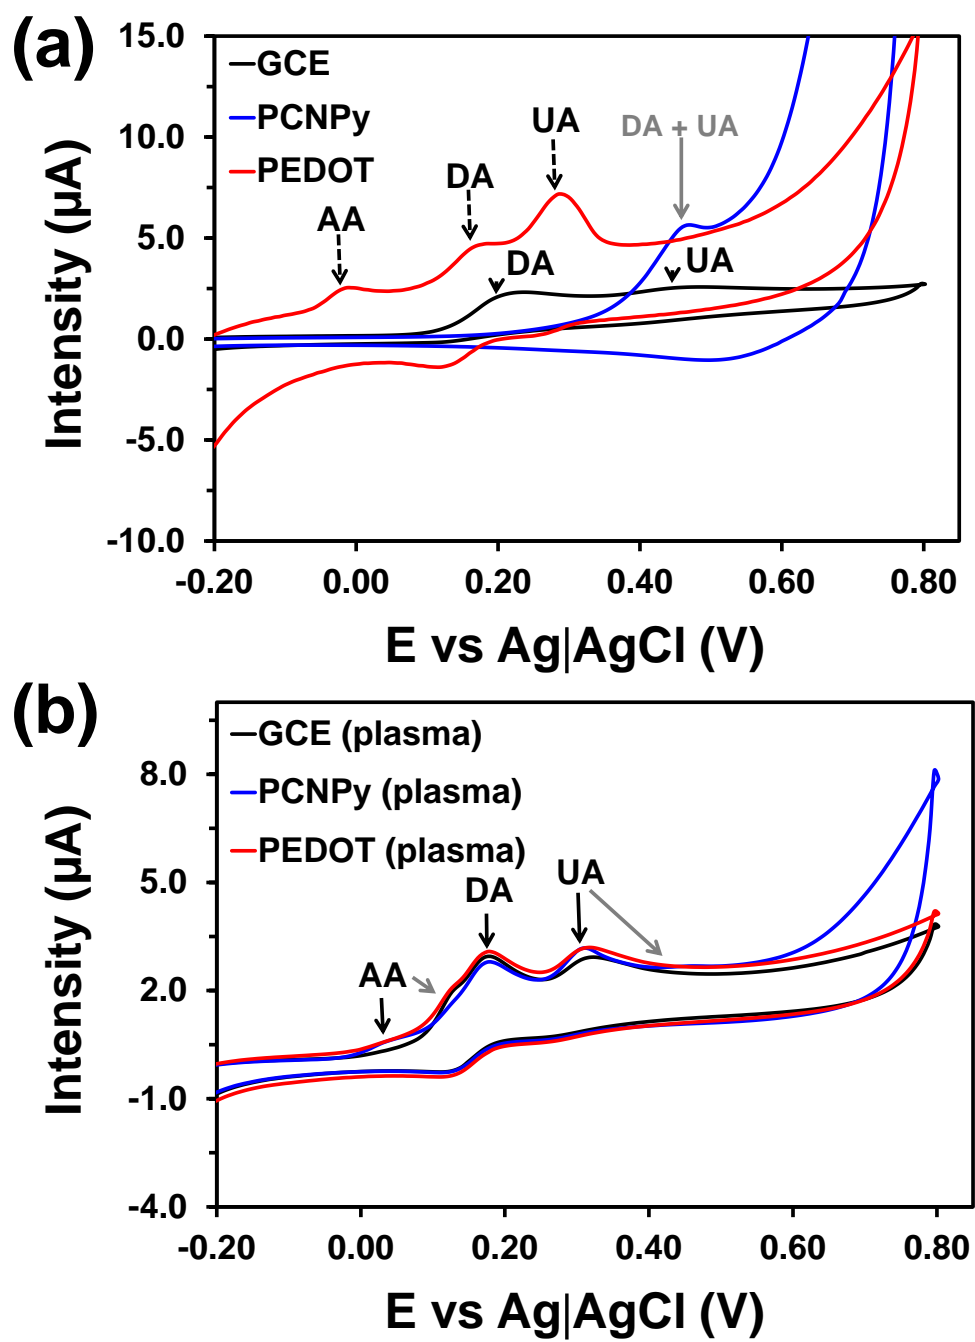 (a)
Intensity (µA)
15.0
10.0
5.0
0.0
-5.0
-10.0
GCE
PCNPy
PEDOT
AA
DA
UA
DA + UA
DA
UA
-0.20 0.00 0.20 0.40 0.60 0.80
E vs Ag|AgCl (V)
(b)
Intensity (µA)
8.0
5.0
2.0
-1.0
-4.0
GCE (plasma)
PCNPy (plasma)
PEDOT (plasma)
AA
DA
UA
-0.20 0.00 0.20 0.40 0.60 0.80
E vs Ag|AgCl (V)